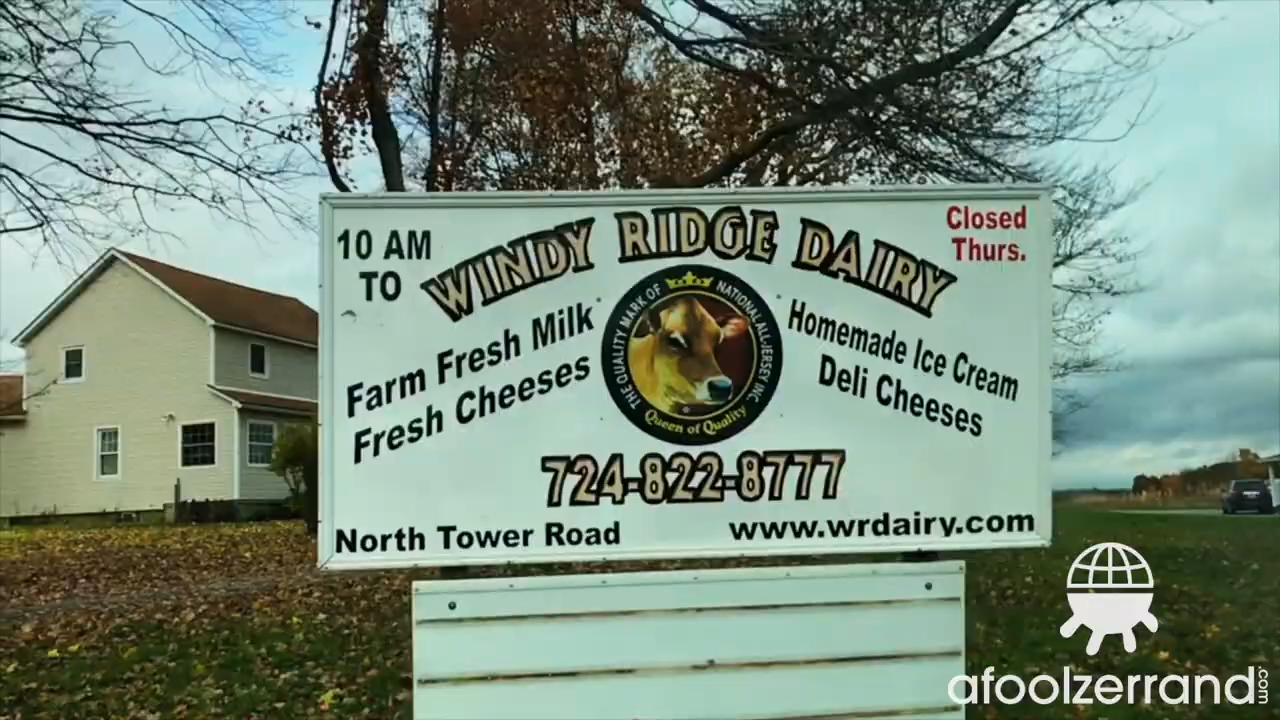 10 AM
TO
WINDY RIDGE DAIRY
Closed
Thurs.
Farm Fresh Milk
Fresh Cheeses
THE QUALITY MARK OF NATIONAL ALL-JERSEY INC.
Queen of Quality
Homemade Ice Cream
Deli Cheeses
724-822-8777
North Tower Road
www.wrdairy.com
afoolzerrand.com